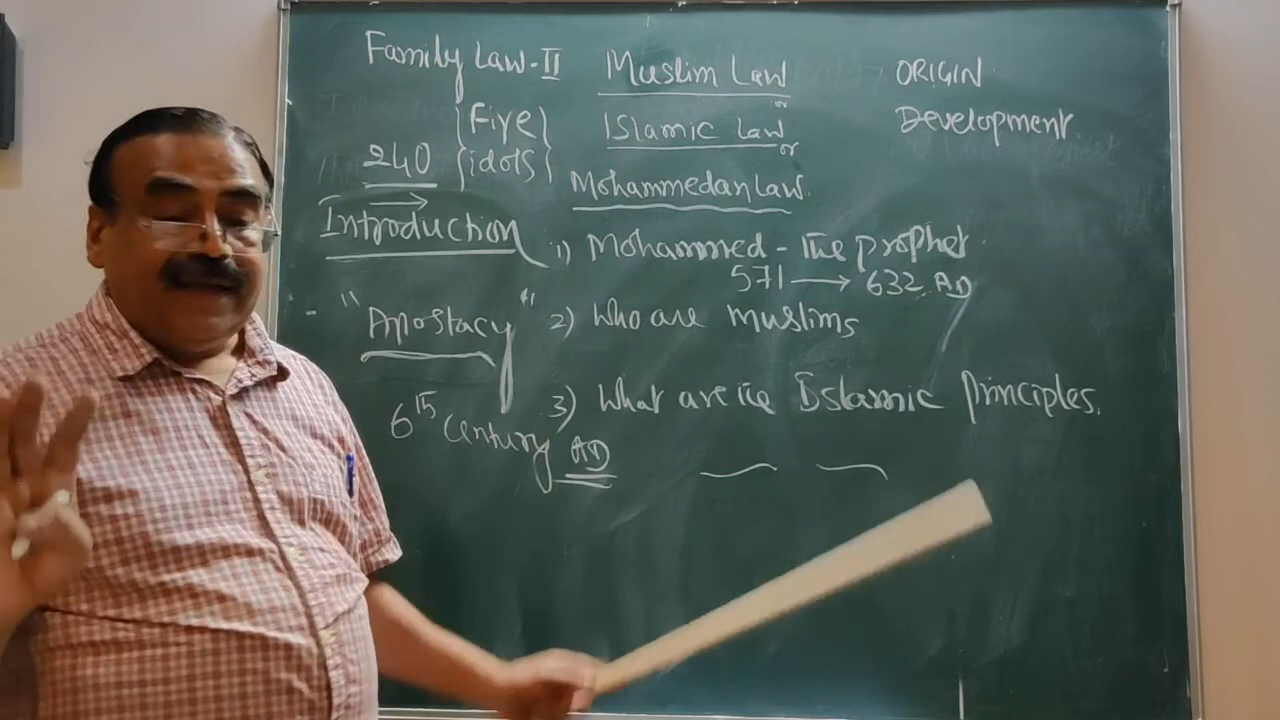 Family Law-II
Muslim Law
or
Islamic Law
or
Mohammedan Law.
ORIGIN
Development
240
{Five
idols}
Introduction
1) Mohammed - The prophet
571 → 632 AD
"Apostacy"
2) Who are muslims
3) What are the Islamic Principles.
6th Century AD